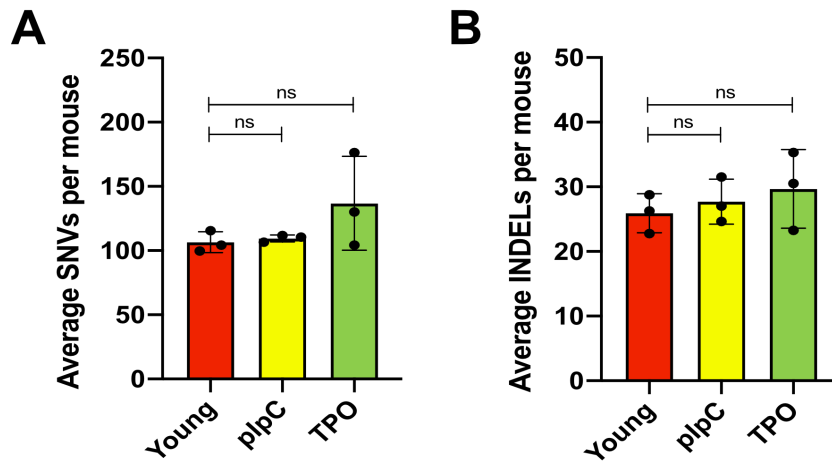 A
Average SNVs per mouse
250
200
150
100
50
0
ns
ns
Young
pIpC
TPO
B
Average INDELs per mouse
50
40
30
20
10
0
ns
ns
Young
pIpC
TPO